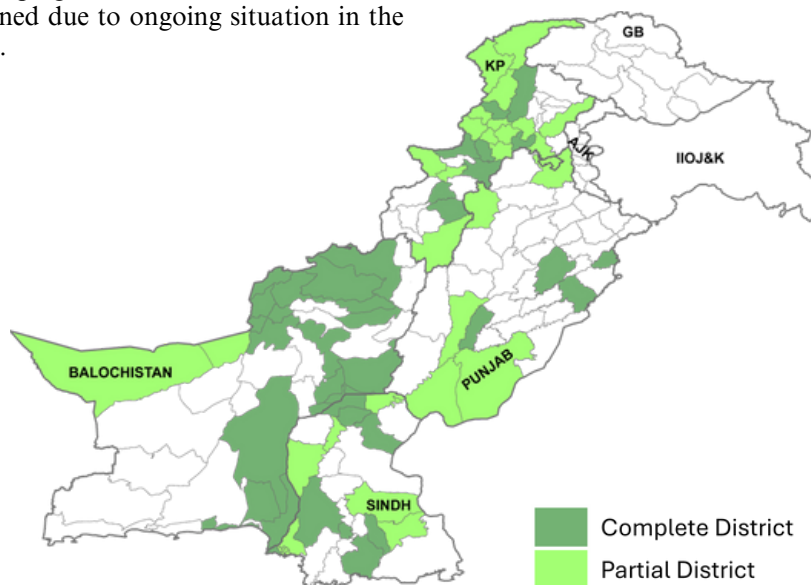 ned due to ongoing situation in the
.
GB
KP
AJK
IIOJ&K
BALOCHISTAN
PUNJAB
SINDH
Complete District
Partial District